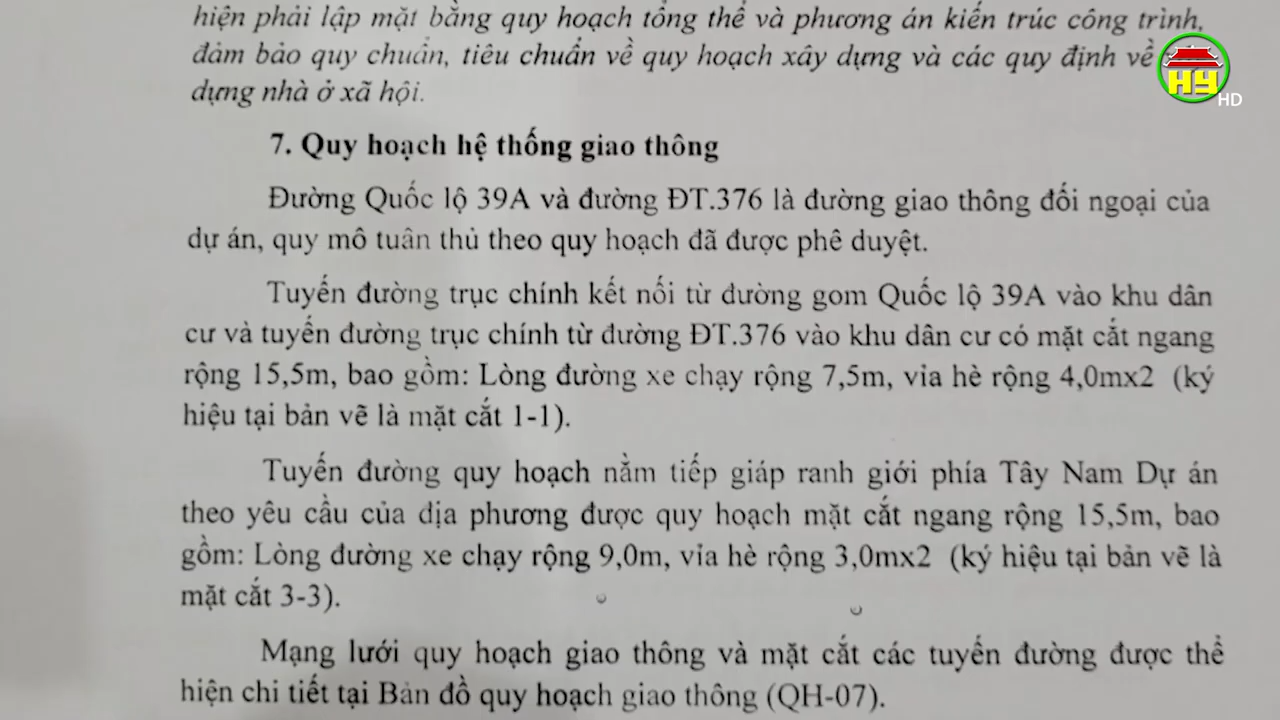 hiện phải lập mặt bằng quy hoạch tổng thể và phương án kiến trúc công trình,
đảm bảo quy chuẩn, tiêu chuẩn về quy hoạch xây dựng và các quy định về
dựng nhà ở xã hội.
HY
HD
7. Quy hoạch hệ thống giao thông
Đường Quốc lộ 39A và đường ĐT.376 là đường giao thông đối ngoại của
dự án, quy mô tuân thủ theo quy hoạch đã được phê duyệt.
Tuyến đường trục chính kết nối từ đường gom Quốc lộ 39A vào khu dân
cư và tuyến đường trục chính từ đường ĐT.376 vào khu dân cư có mặt cắt ngang
rộng 15,5m, bao gồm: Lòng đường xe chạy rộng 7,5m, vỉa hè rộng 4,0mx2 (ký
hiệu tại bản vẽ là mặt cắt 1-1).
Tuyến đường quy hoạch nằm tiếp giáp ranh giới phía Tây Nam Dự án
theo yêu cầu của địa phương được quy hoạch mặt cắt ngang rộng 15,5m, bao
gồm: Lòng đường xe chạy rộng 9,0m, vỉa hè rộng 3,0mx2 (ký hiệu tại bản vẽ là
mặt cắt 3-3).
Mạng lưới quy hoạch giao thông và mặt cắt các tuyến đường được thể
hiện chi tiết tại Bản đồ quy hoạch giao thông (QH-07).